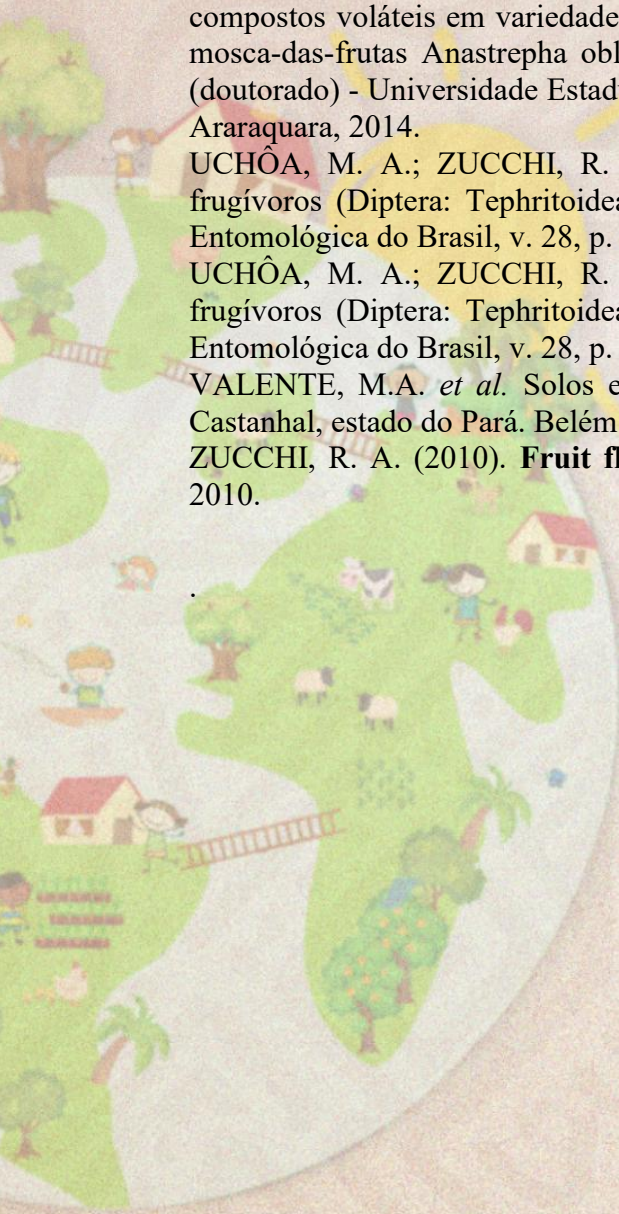 compostos voláteis em variedade
mosca-das-frutas Anastrepha obl
(doutorado) - Universidade Estad
Araraquara, 2014.
UCHÔA, M. A.; ZUCCHI, R.
frugívoros (Diptera: Tephritoidea
Entomológica do Brasil, v. 28, p.
UCHÔA, M. A.; ZUCCHI, R.
frugívoros (Diptera: Tephritoidea
Entomológica do Brasil, v. 28, p.
VALENTE, M.A. et al. Solos e
Castanhal, estado do Pará. Belém
ZUCCHI, R. A. (2010). Fruit fl
2010.
.